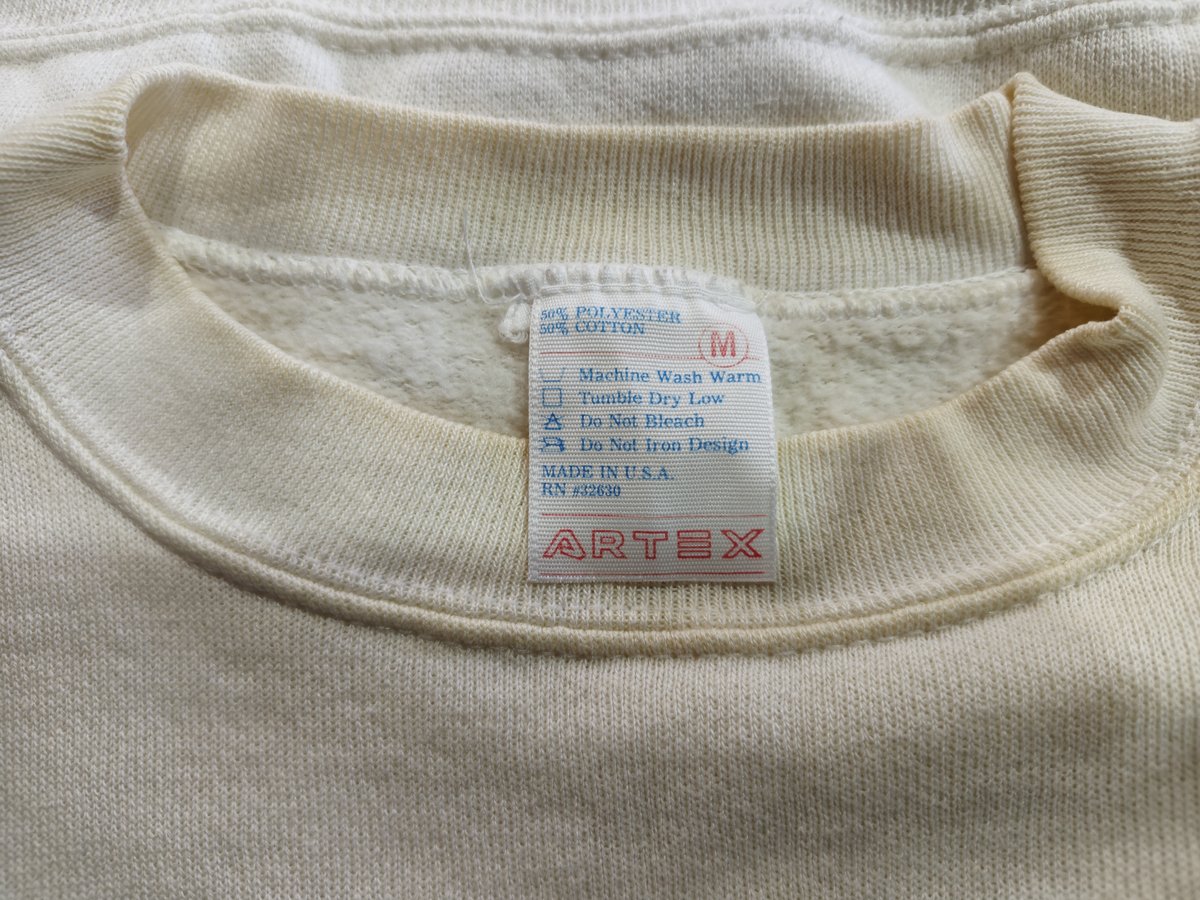 50% POLYESTER
50% COTTON
M
Machine Wash Warm
Tumble Dry Low
Do Not Bleach
Do Not Iron Design
MADE IN U.S.A.
RN #32630
ARTEX